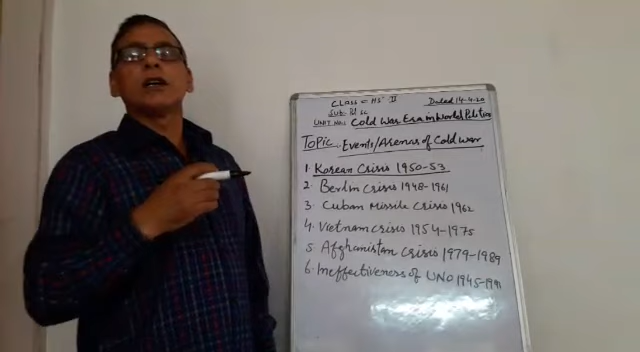 Class = HS II Dated 14-4-20
Sub- Pol Sc
UNIT No: Cold War Era in World Politics
Topic: Events/Arenas of Cold War
1. Korean Crisis 1950-53
2. Berlin Crisis 1948-1961
3. Cuban Missile Crisis 1962
4. Vietnam crisis 1954-1975
5. Afghanistan crisis 1979-1989
6. Ineffectiveness of UNO 1945-1991